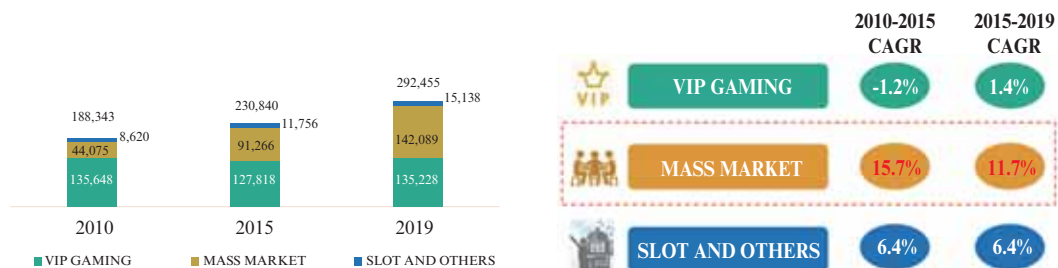 188,343
8,620
44,075
135,648
230,840
11,756
91,266
127,818
292,455
15,138
142,089
135,228
2010
2015
2019
VIP GAMING
MASS MARKET
SLOT AND OTHERS
2010-2015
CAGR
2015-2019
CAGR
VIP
VIP GAMING
-1.2%
1.4%
MASS MARKET
15.7%
11.7%
SLOT AND OTHERS
6.4%
6.4%